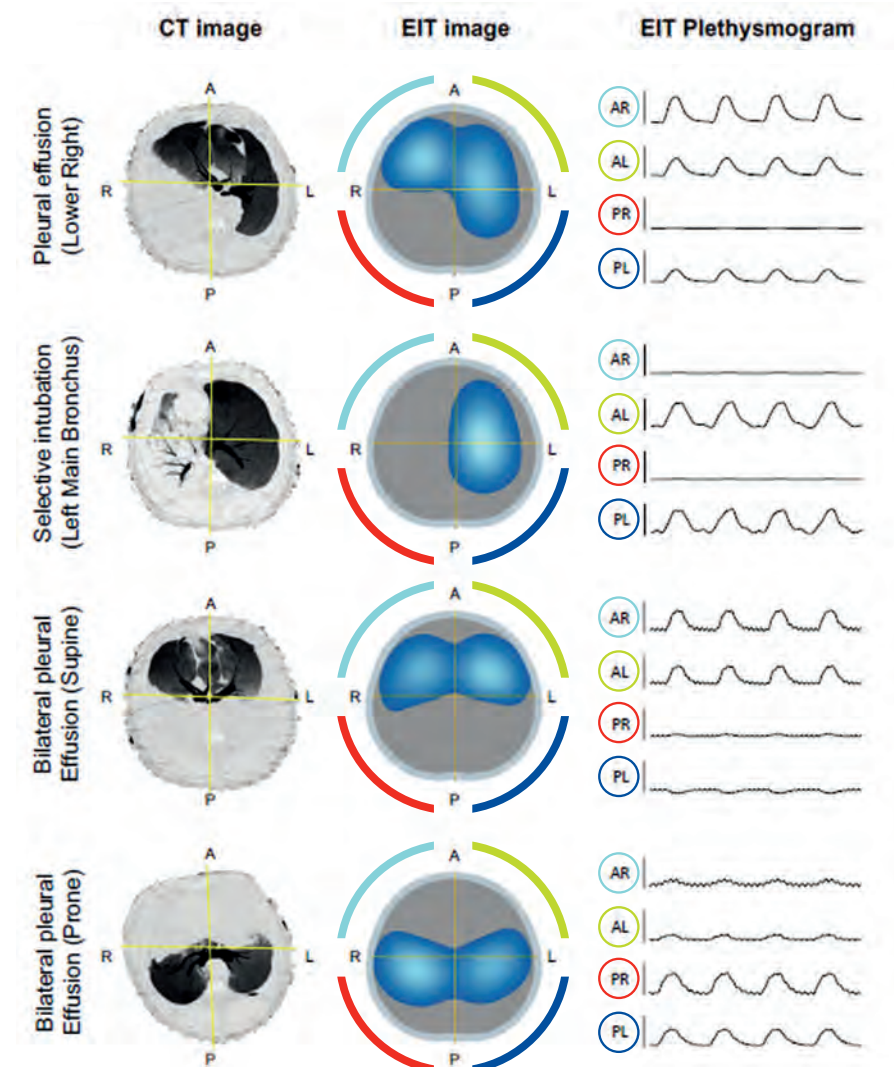 CT image
EIT image
EIT Plethysmogram
Pleural effusion
(Lower Right)
A
R
L
P
A
R
L
P
AR
AL
PR
PL
Selective intubation
(Left Main Bronchus)
A
R
L
P
A
R
L
P
AR
AL
PR
PL
Bilateral pleural
Effusion (Supine)
A
R
L
P
A
R
L
P
AR
AL
PR
PL
Bilateral pleural
Effusion (Prone)
A
R
L
P
A
R
L
P
AR
AL
PR
PL